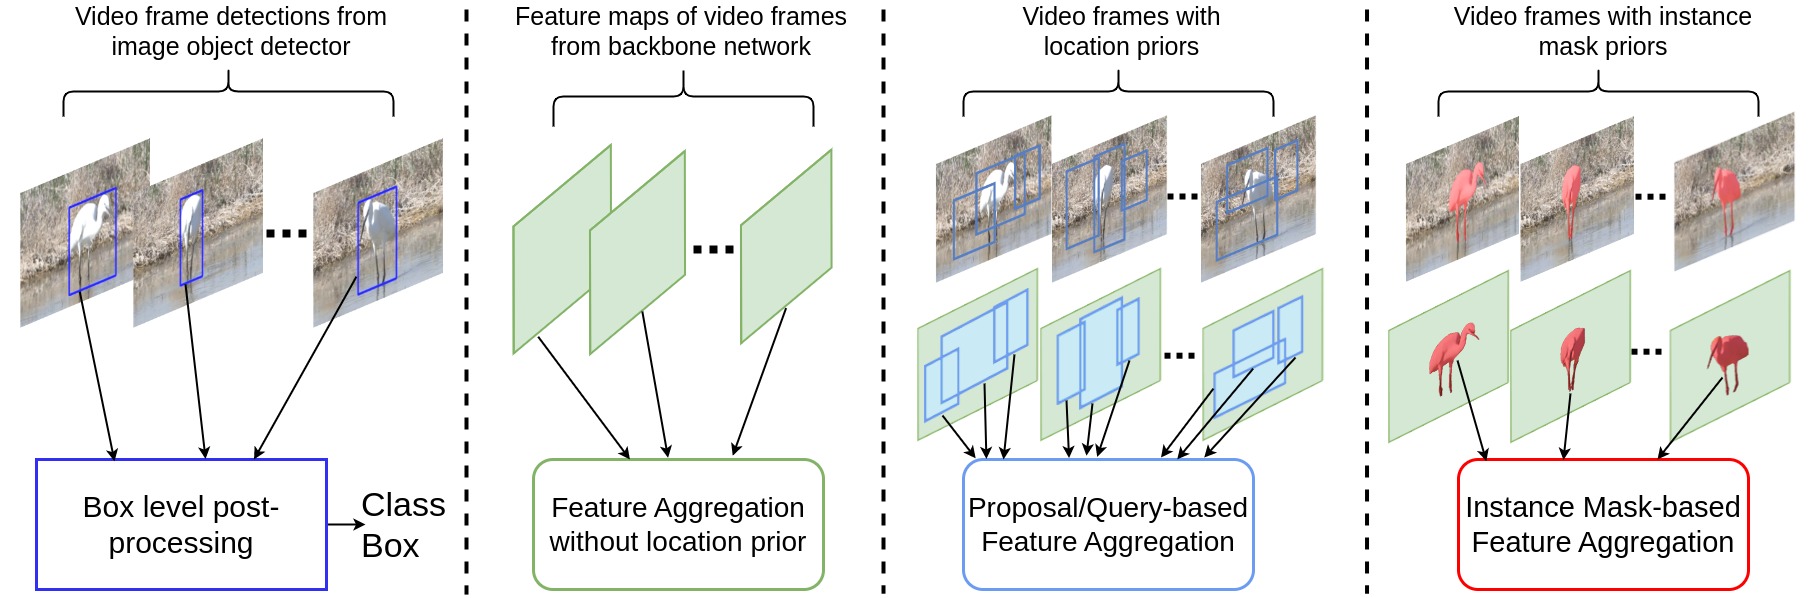 Video frame detections from
image object detector
Feature maps of video frames
from backbone network
Video frames with
location priors
Video frames with instance
mask priors
Box level post-
processing
Class
Box
Feature Aggregation
without location prior
Proposal/Query-based
Feature Aggregation
Instance Mask-based
Feature Aggregation